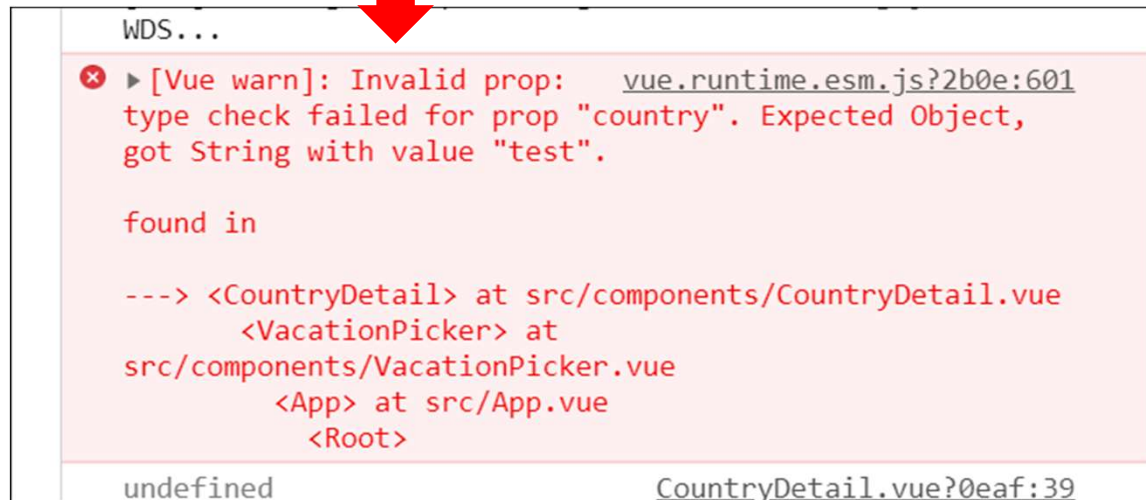 WDS...
[Vue warn]: Invalid prop: vue.runtime.esm.js?2b0e:601
type check failed for prop "country". Expected Object,
got String with value "test".
found in
---> <CountryDetail> at src/components/CountryDetail.vue
<VacationPicker> at
src/components/VacationPicker.vue
<App> at src/App.vue
<Root>
undefined CountryDetail.vue?0eaf:39